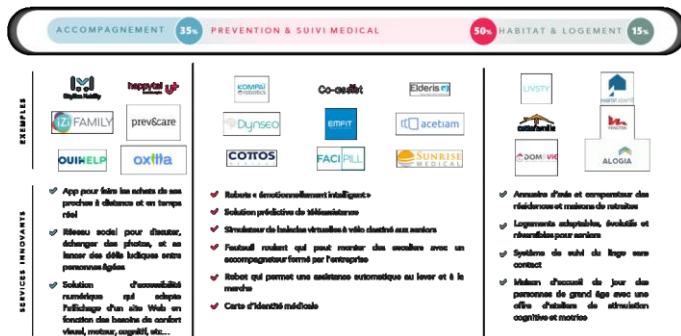 ACCOMPAGNEMENT 35%
PREVENTION & SUIVI MEDICAL 50%
HABITAT & LOGEMENT 15%
EXEMPLES
happytal
iZi FAMILY
prev&care
OUIHELP
oxilia
KOMPAÏ
ROBOTICS
Co-assist
Elderis
Dynseo
EMFIT
acetiam
COTTOS
FACIPILL
SUNRISE
MEDICAL
LIVSTY
HABITAT ADAPTÉ
cettefamille
DOMAVIE
ALOGIA
SERVICES INNOVANTS
App pour faire les achats de ses
proches à distance et en temps
réel
Réseau social pour discuter,
échanger des photos, et se
lancer des défis ludiques entre
personnes âgées
Solution d'accessibilité
numérique qui adapte
l'affichage d'un site Web en
fonction des besoins de confort
visuel, moteur, cognitif, etc...
Robots « émotionnellement intelligent »
Solution prédictive de téléassistance
Simulateur de balades virtuelles à vélo destiné aux seniors
Fauteuil roulant qui peut monter des escaliers avec un
accompagnateur formé par l'entreprise
Robot qui permet une assistance automatique au lever et à la
marche
Carte d'identité médicale
Annuaire d'avis et comparateur des
résidences et maisons de retraites
Logements adaptables, évolutifs et
réversibles pour seniors
Système de suivi du linge sans
contact
Maison d'accueil de jour des
personnes de grand âge avec une
offre d'ateliers de stimulation
cognitive et motrice